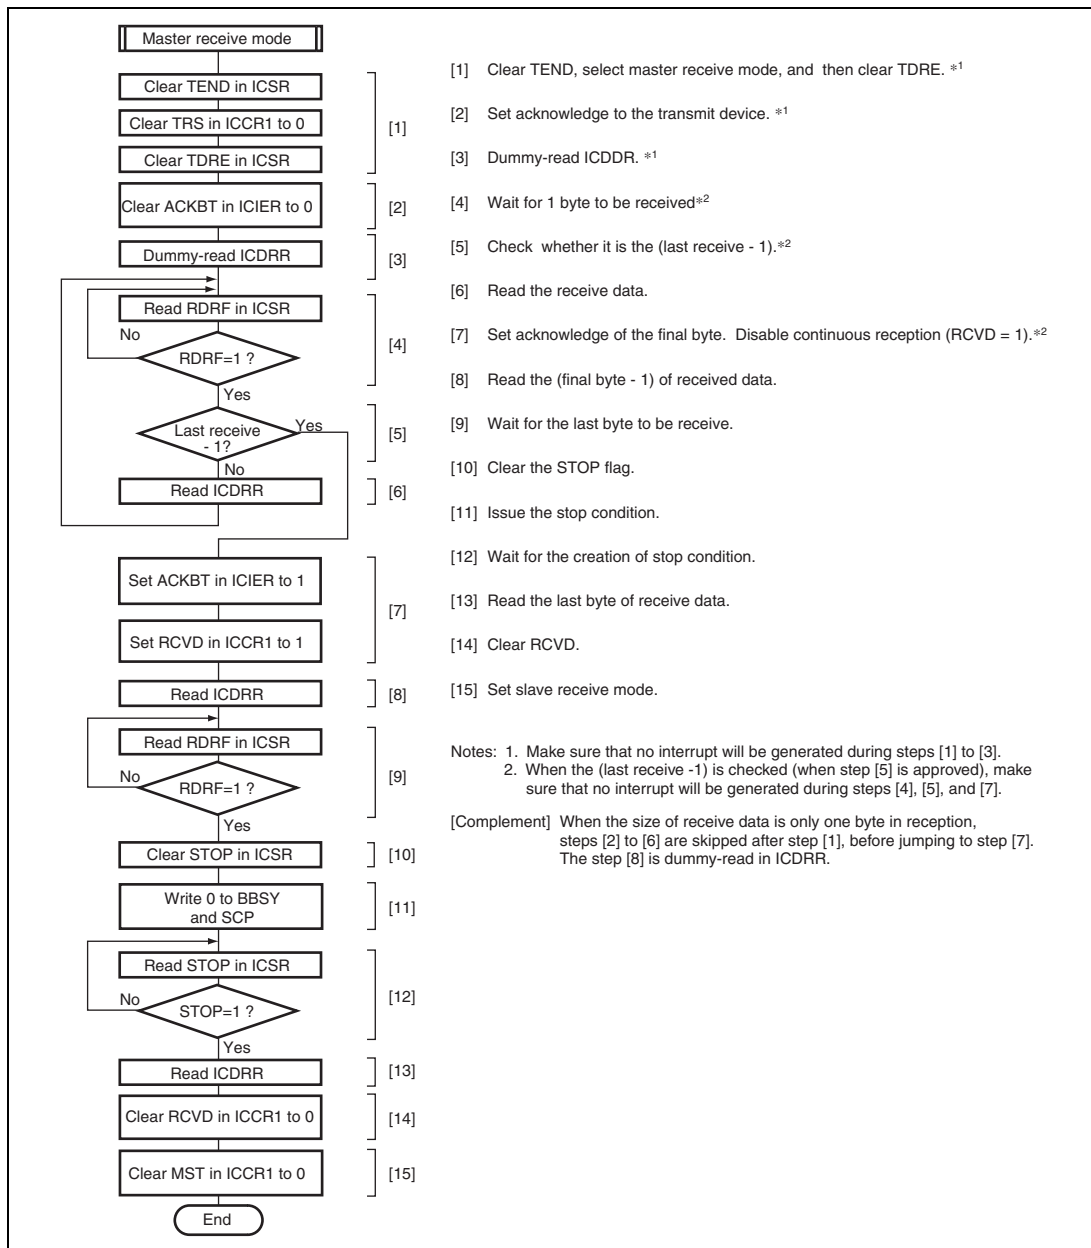 Master receive mode
Clear TEND in ICSR
Clear TRS in ICCR1 to 0
Clear TDRE in ICSR
[1]
Clear ACKBT in ICIER to 0
[2]
Dummy-read ICDRR
[3]
Read RDRF in ICSR
No
RDRF=1 ?
[4]
Yes
Last receive
- 1?
Yes
[5]
No
Read ICDRR
[6]
Set ACKBT in ICIER to 1
[7]
Set RCVD in ICCR1 to 1
Read ICDRR
[8]
Read RDRF in ICSR
No
RDRF=1 ?
[9]
Yes
Clear STOP in ICSR
[10]
Write 0 to BBSY
and SCP
[11]
Read STOP in ICSR
No
STOP=1 ?
[12]
Yes
Read ICDRR
[13]
Clear RCVD in ICCR1 to 0
[14]
Clear MST in ICCR1 to 0
[15]
End
[1] Clear TEND, select master receive mode, and then clear TDRE. *1
[2] Set acknowledge to the transmit device. *1
[3] Dummy-read ICDDR. *1
[4] Wait for 1 byte to be received*2
[5] Check whether it is the (last receive - 1).*2
[6] Read the receive data.
[7] Set acknowledge of the final byte. Disable continuous reception (RCVD = 1).*2
[8] Read the (final byte - 1) of received data.
[9] Wait for the last byte to be receive.
[10] Clear the STOP flag.
[11] Issue the stop condition.
[12] Wait for the creation of stop condition.
[13] Read the last byte of receive data.
[14] Clear RCVD.
[15] Set slave receive mode.
Notes: 1. Make sure that no interrupt will be generated during steps [1] to [3].
2. When the (last receive -1) is checked (when step [5] is approved), make
sure that no interrupt will be generated during steps [4], [5], and [7].
[Complement] When the size of receive data is only one byte in reception,
steps [2] to [6] are skipped after step [1], before jumping to step [7].
The step [8] is dummy-read in ICDRR.